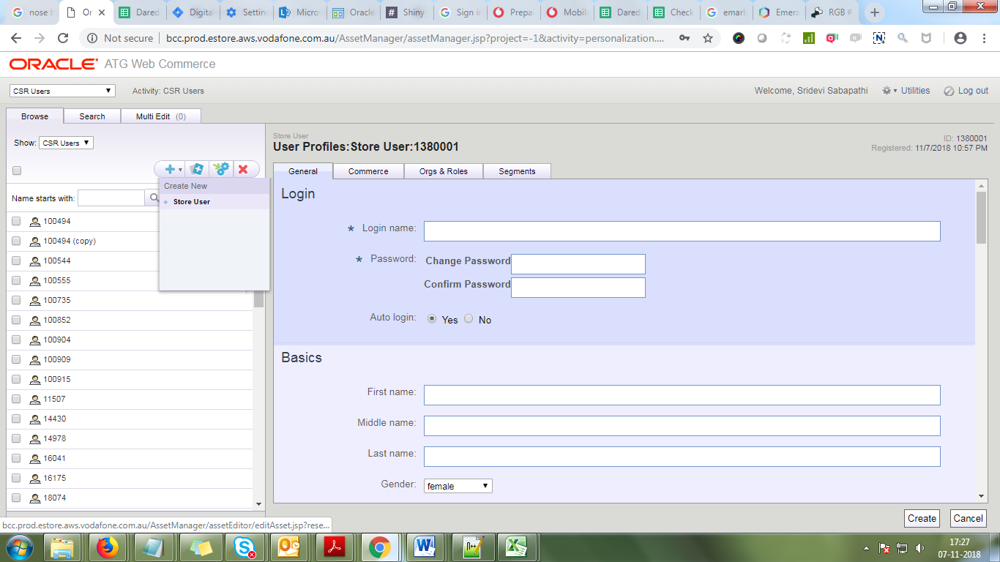 nose b
Or
Dared
Digital
Settin
Micros
Oracle
Shiny
Sign in
Prepa
Mobil
Dared
Check
emark
Emera
RGB #
Not secure | bcc.prod.estore.aws.vodafone.com.au/AssetManager/assetManager.jsp?project=-1&activity=personalization....
ORACLE® ATG Web Commerce
CSR Users Activity: CSR Users Welcome, Sridevi Sabapathi Utilities Log out
Browse Search Multi Edit (0)
Show: CSR Users
Create New
+ Store User
Name starts with:
100494
100494 (copy)
100544
100555
100735
100852
100904
100909
100915
11507
14430
14978
16041
16175
18074
Store User
User Profiles:Store User:1380001
ID: 1380001
Registered: 11/7/2018 10:57 PM
General Commerce Orgs & Roles Segments
Login
* Login name:
* Password: Change Password
Confirm Password
Auto login: Yes No
Basics
First name:
Middle name:
Last name:
Gender: female
Create Cancel
bcc.prod.estore.aws.vodafone.com.au/AssetManager/assetEditor/editAsset.jsp?rese...
17:27
07-11-2018